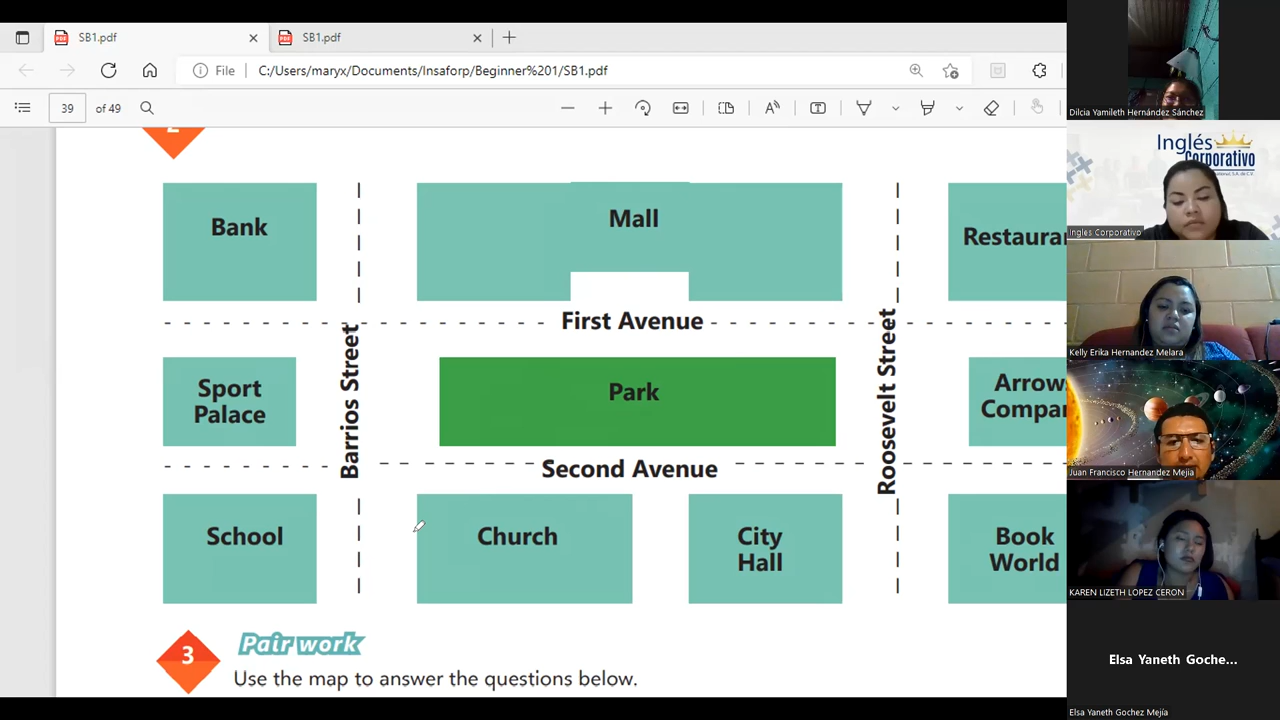 SB1.pdf
SB1.pdf
File
C:/Users/maryx/Documents/Insaforp/Beginner%201/SB1.pdf
39 of 49
2
Bank
Mall
Restaura
First Avenue
Barrios Street
Roosevelt Street
Sport
Palace
Park
Arrow
Compa
Second Avenue
School
Church
City
Hall
Book
World
3
Pair work
Use the map to answer the questions below.
Dilcia Yamileth Hernández Sánchez
Inglés
Corporativo
Inglés Corporativo
Kelly Erika Hernandez Melara
Juan Francisco Hernandez Mejia
KAREN LIZETH LOPEZ CERON
Elsa Yaneth Goche...
Elsa Yaneth Gochez Mejía